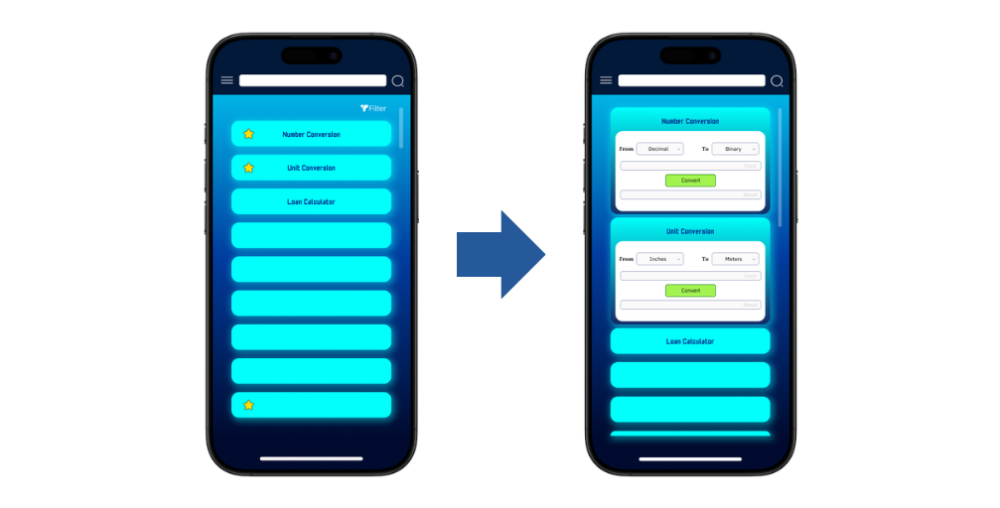 Filter
Number Conversion
Unit Conversion
Loan Calculator
Number Conversion
From Decimal To Binary
Input
Convert
Result
Unit Conversion
From Inches To Meters
Input
Convert
Result
Loan Calculator